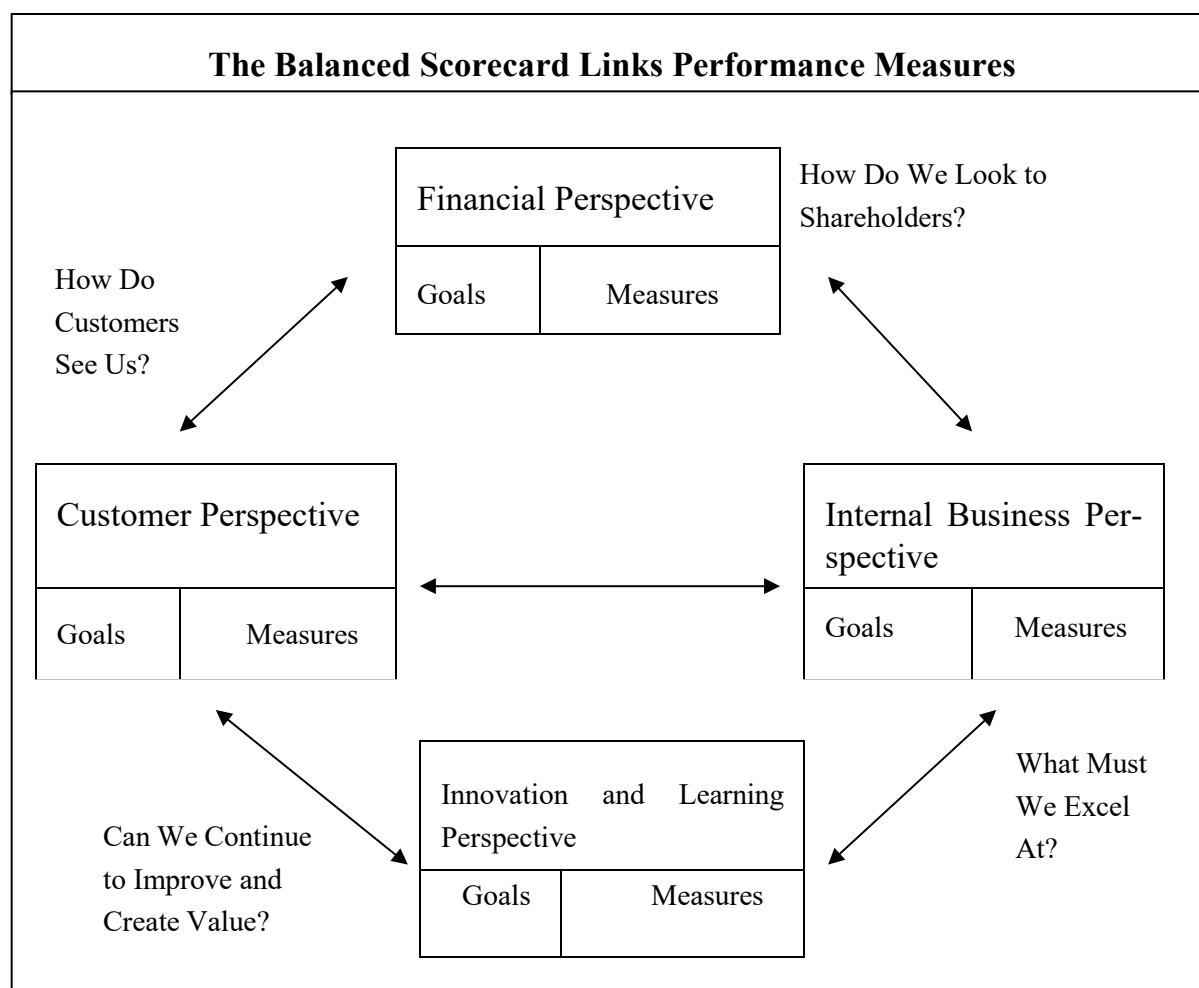 The Balanced Scorecard Links Performance Measures
Financial Perspective
Goals
Measures
How Do We Look to
Shareholders?
How Do
Customers
See Us?
Customer Perspective
Goals
Measures
Internal Business Per-
spective
Goals
Measures
Innovation and Learning
Perspective
Goals
Measures
Can We Continue
to Improve and
Create Value?
What Must
We Excel
At?